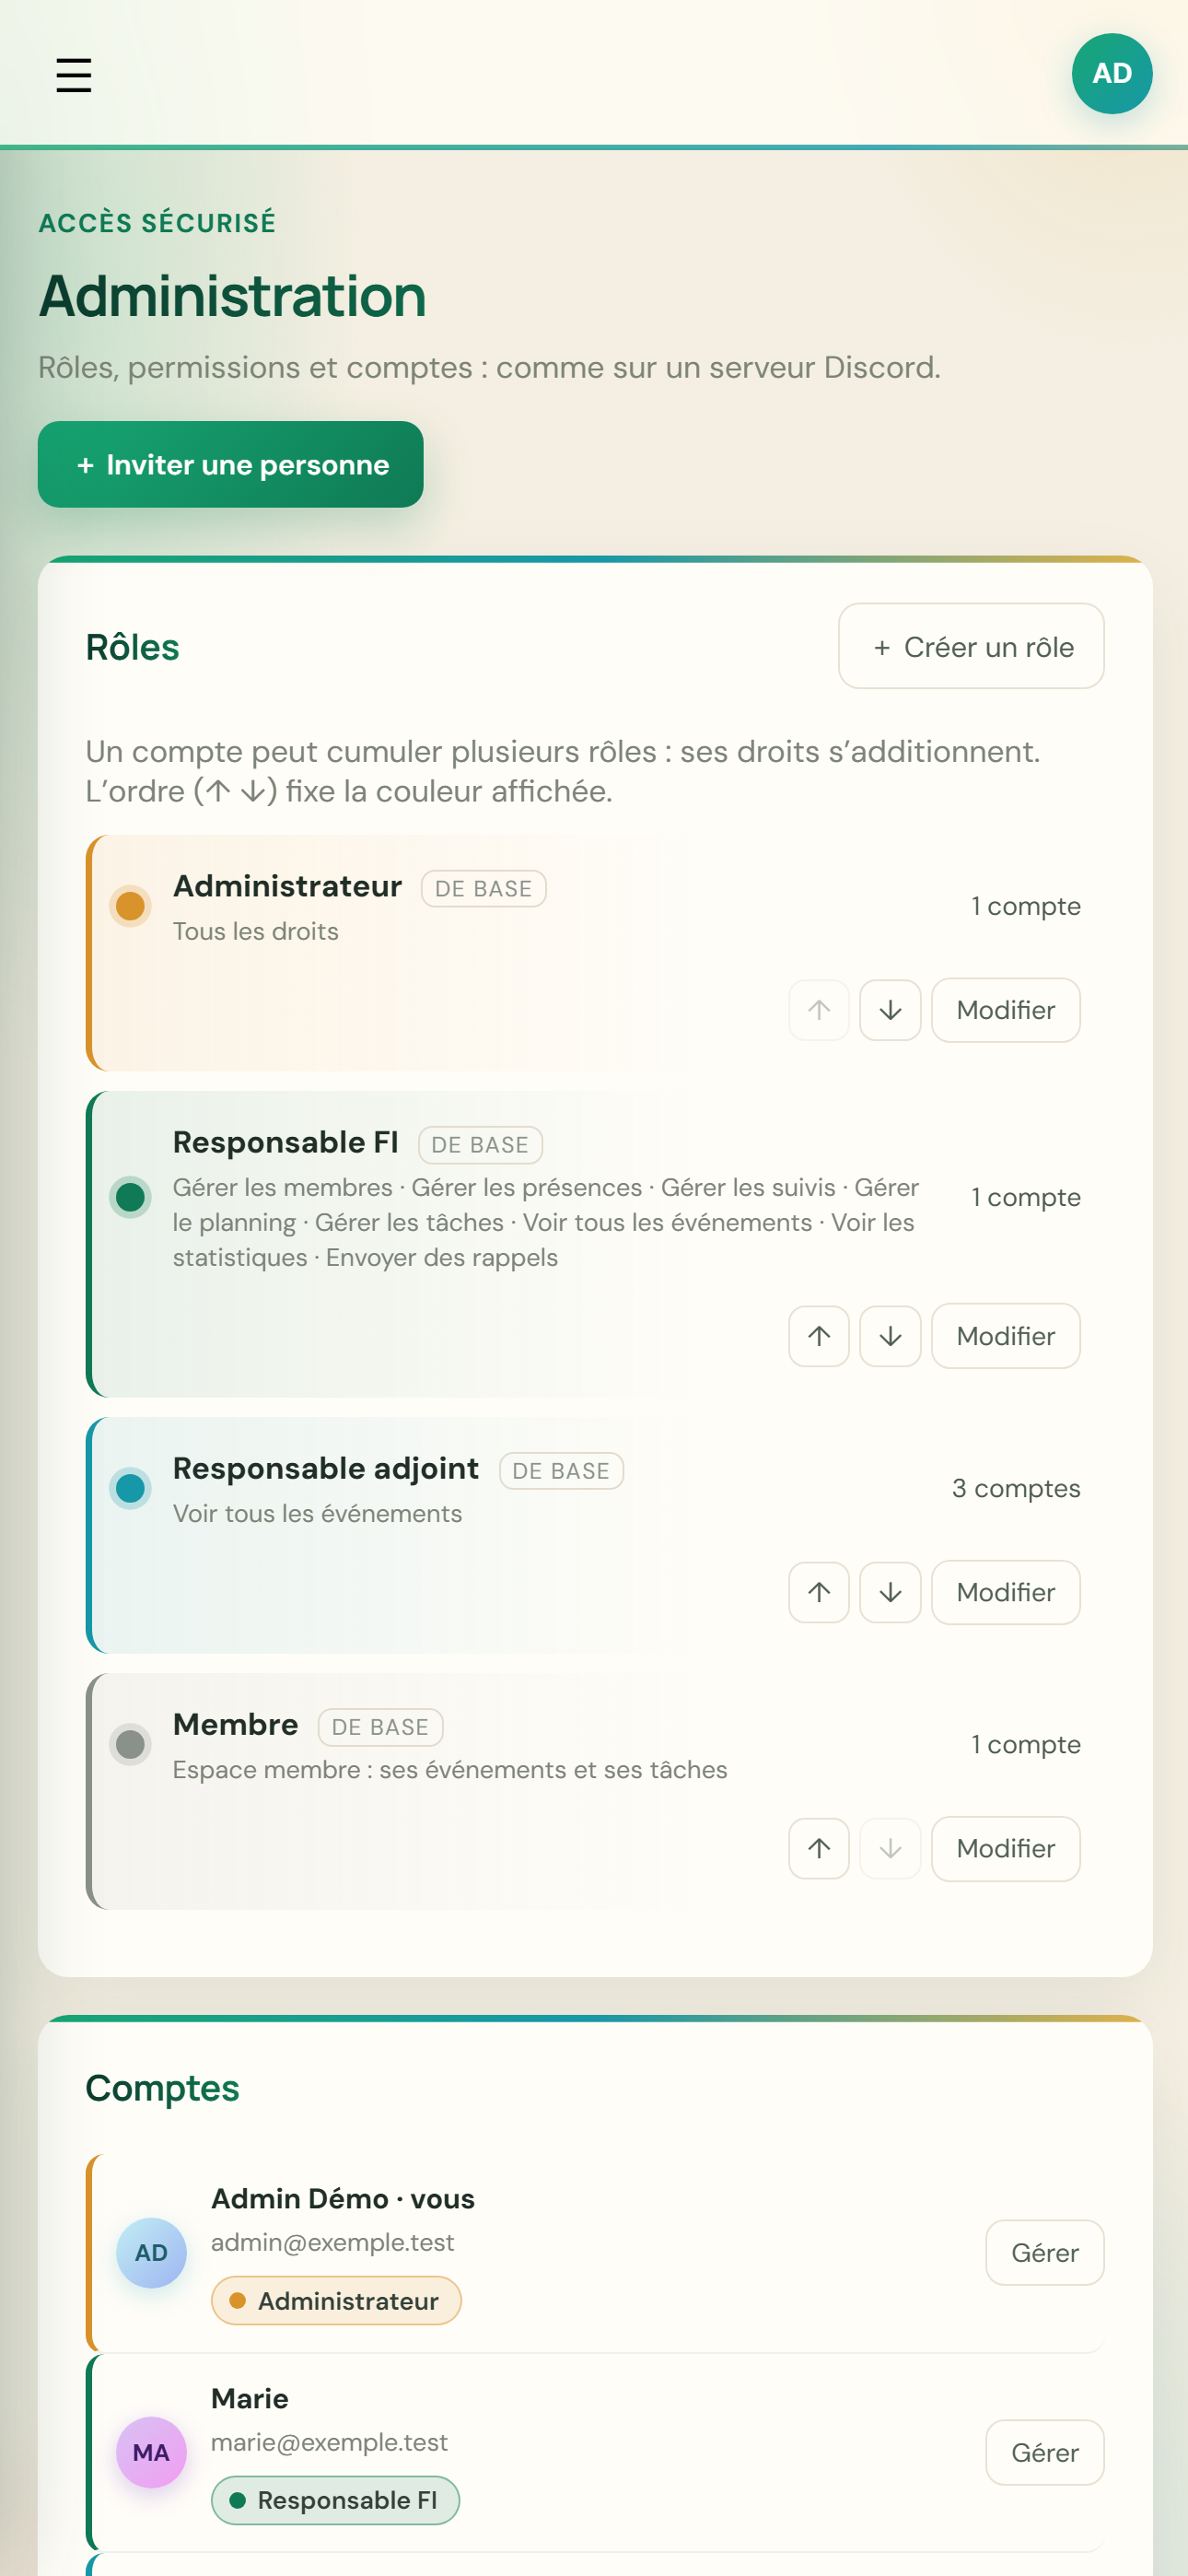 ☰
AD
ACCÈS SÉCURISÉ
Administration
Rôles, permissions et comptes : comme sur un serveur Discord.
+ Inviter une personne
Rôles
+ Créer un rôle
Un compte peut cumuler plusieurs rôles : ses droits s’additionnent.
L’ordre (↑ ↓) fixe la couleur affichée.
Administrateur DE BASE
1 compte
Tous les droits
↑ ↓ Modifier
Responsable FI DE BASE
Gérer les membres · Gérer les présences · Gérer les suivis · Gérer
1 compte
le planning · Gérer les tâches · Voir tous les événements · Voir les
statistiques · Envoyer des rappels
↑ ↓ Modifier
Responsable adjoint DE BASE
3 comptes
Voir tous les événements
↑ ↓ Modifier
Membre DE BASE
1 compte
Espace membre : ses événements et ses tâches
↑ ↓ Modifier
Comptes
Admin Démo · vous
AD
admin@exemple.test
Gérer
Administrateur
Marie
MA
marie@exemple.test
Gérer
Responsable FI